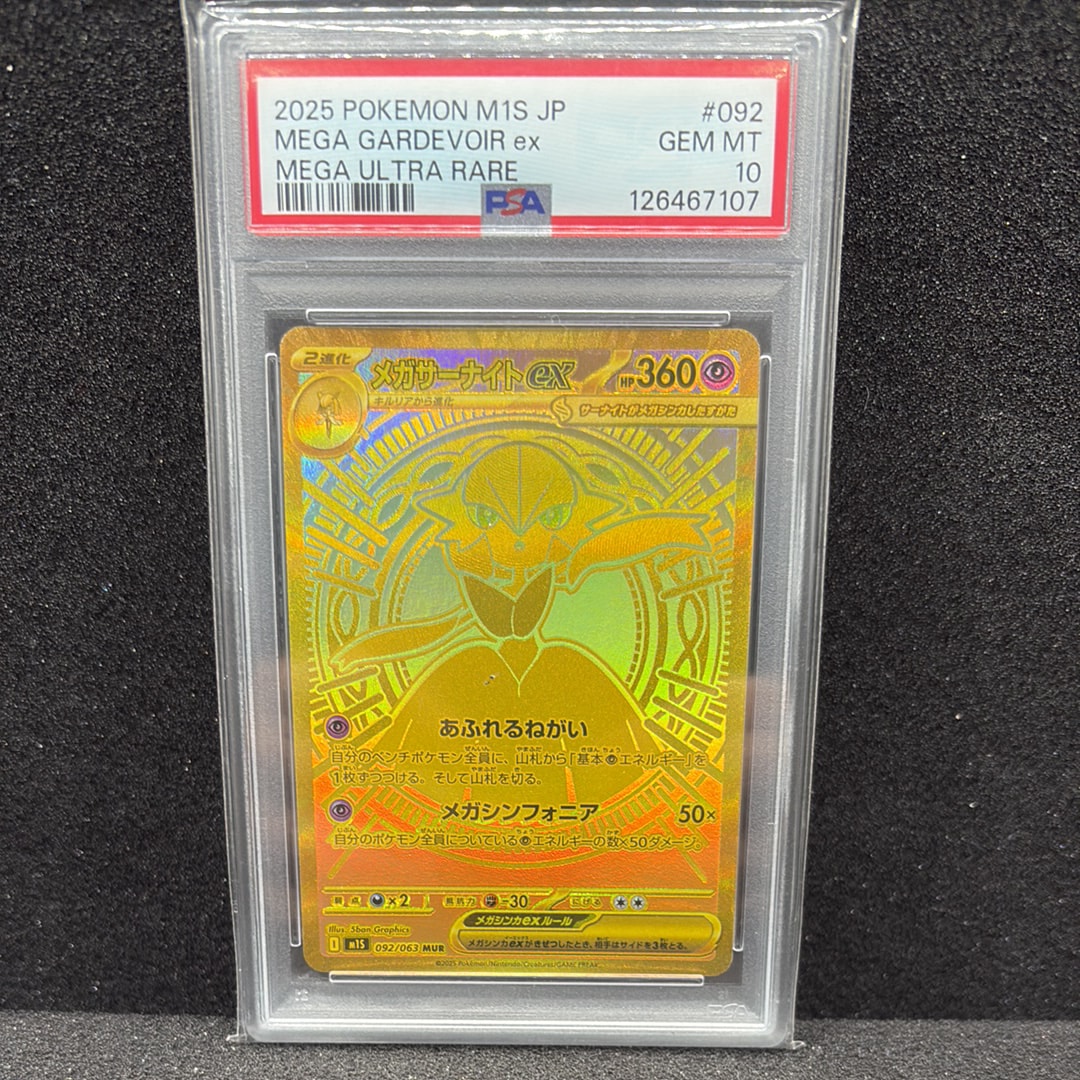 2025 POKEMON M1S JP #092
MEGA GARDEVOIR ex GEM MT
MEGA ULTRA RARE 10
PSA 126467107
2進化 メガサーナイトex HP360
キルリアから進化 サーナイトがメガシンカしたすがた
あふれるねがい
自分のベンチポケモン全員に、山札から「基本エネルギー」を
1枚ずつつける。そして山札を切る。
メガシンフォニア 50×
自分のポケモン全員についているエネルギーの数×50ダメージ。
弱点 ×2 抵抗力 -30 にげる
メガシンカexルール
メガシンカexがきぜつしたとき、相手はサイドを3枚とる。
Illus. 5ban Graphics
m1S 092/063 MUR
©2025 Pokémon/Nintendo/Creatures/GAME FREAK